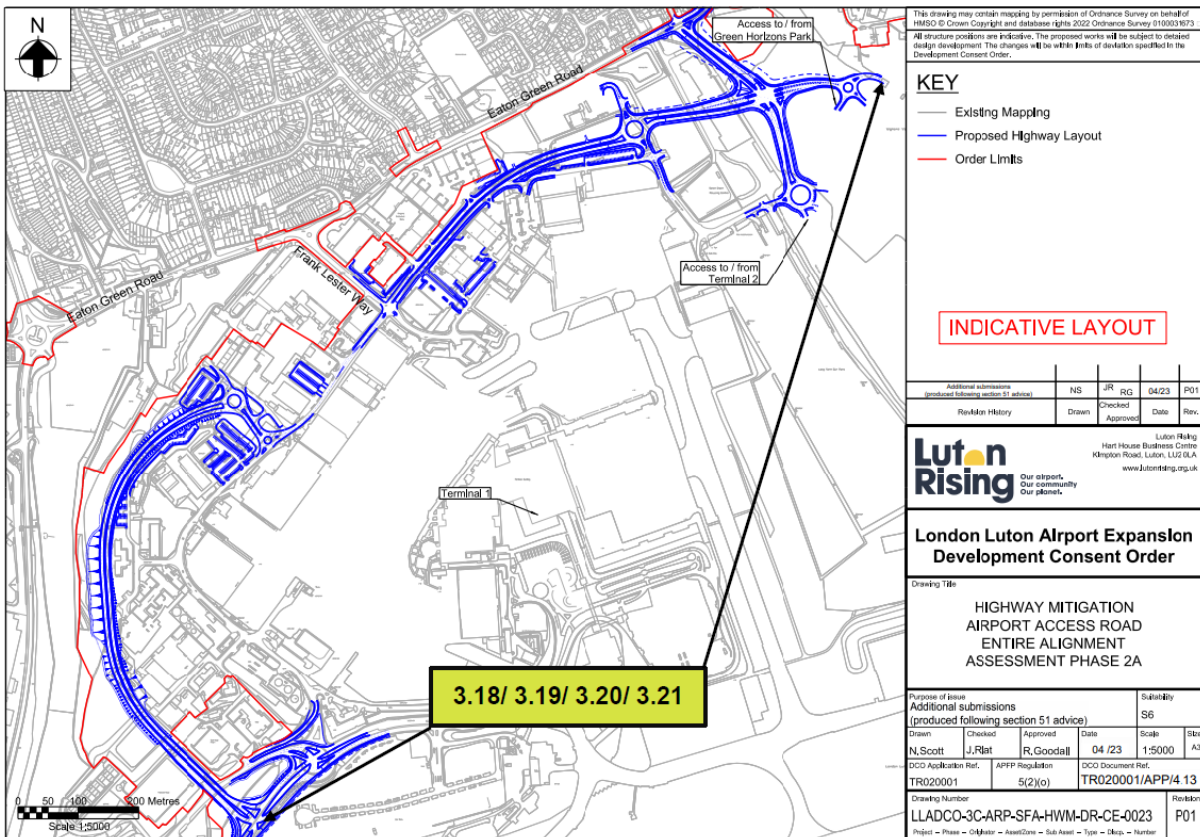 N
Access to / from
Green Horizons Park
Eaton Green Road
Frank Lester Way
Eaton Green Road
Access to / from
Terminal 2
Terminal 1
3.18/ 3.19/ 3.20/ 3.21
0 50 100 200 Metres
Scale 1:5000
This drawing may contain mapping by permission of Ordnance Survey on behalf of
HMSO © Crown Copyright and database rights 2022 Ordnance Survey 0100031673
All structure positions are indicative. The proposed works will be subject to detailed
design development The changes will be within limits of deviation specified in the
Development Consent Order.
KEY
Existing Mapping
Proposed Highway Layout
Order Limits
INDICATIVE LAYOUT
Additional submissions
(produced following section 51 advice)
NS JR RG 04/23 P01
Revision History Drawn Checked Approved Date Rev.
Luton Rising
Our airport.
Our community
Our planet.
Luton Rising
Hart House Business Centre
Kimpton Road, Luton, LU2 0LA
www.lutonrising.org.uk
London Luton Airport Expansion
Development Consent Order
Drawing Title
HIGHWAY MITIGATION
AIRPORT ACCESS ROAD
ENTIRE ALIGNMENT
ASSESSMENT PHASE 2A
Purpose of issue Suitability
Additional submissions
(produced following section 51 advice) S6
Drawn Checked Approved Date Scale Size
N.Scott J.Riat R.Goodall 04 /23 1:5000 A3
DCO Application Ref. APFP Regulation DCO Document Ref.
TR020001 5(2)(o) TR020001/APP/4 13
Drawing Number Revision
LLADCO-3C-ARP-SFA-HWM-DR-CE-0023 P01
Project – Phase – Originator – Asset/Zone – Sub Asset – Type – Discp. – Number